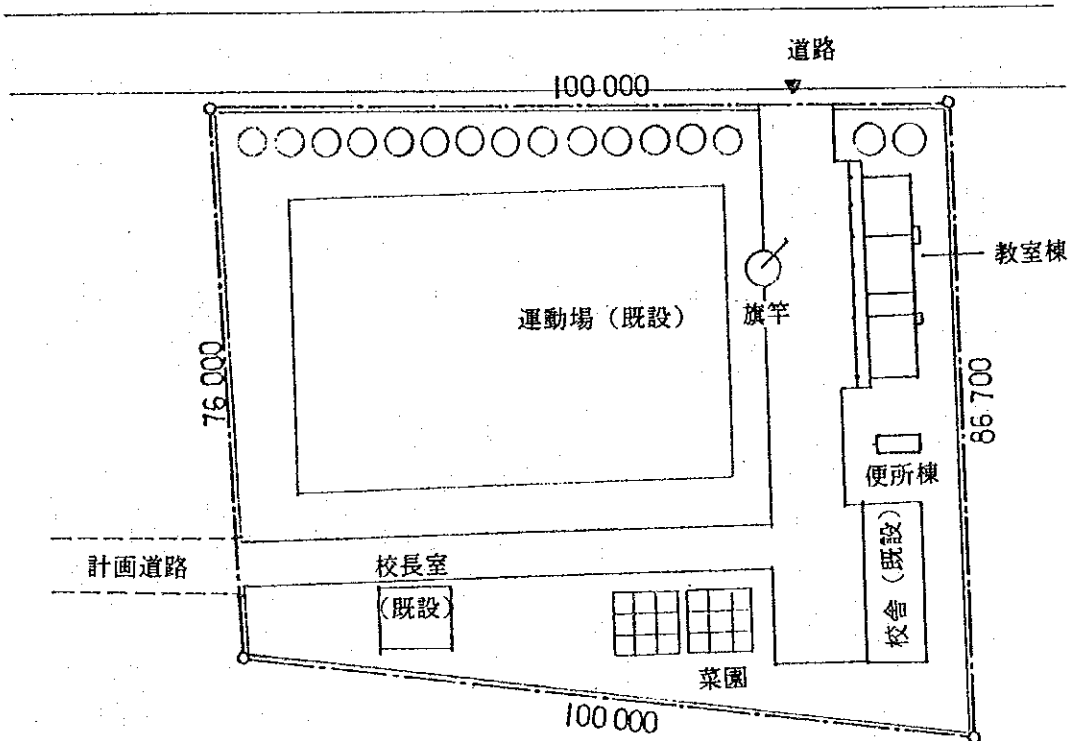 道路
100 000
教室棟
運動場（既設）
旗竿
76 000
86 700
便所棟
計画道路
校長室
（既設）
校舎（既設）
菜園
100 000